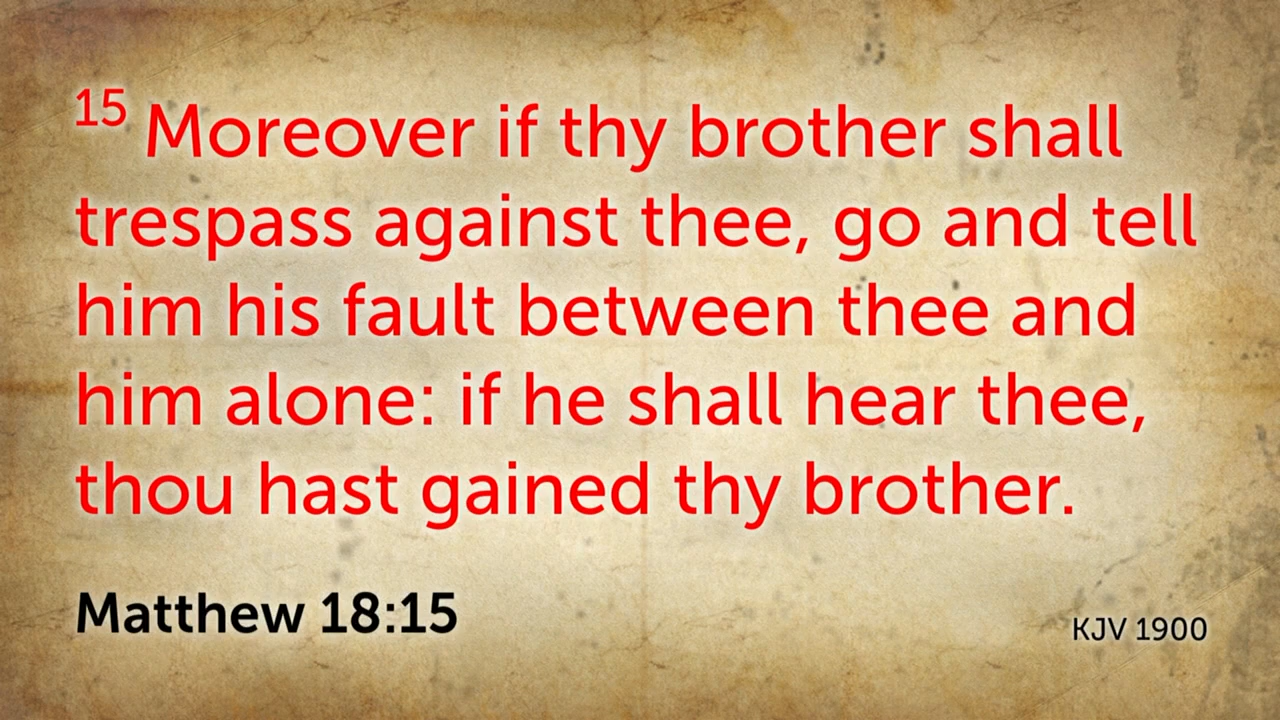 15 Moreover if thy brother shall
trespass against thee, go and tell
him his fault between thee and
him alone: if he shall hear thee,
thou hast gained thy brother.
Matthew 18:15
KJV 1900